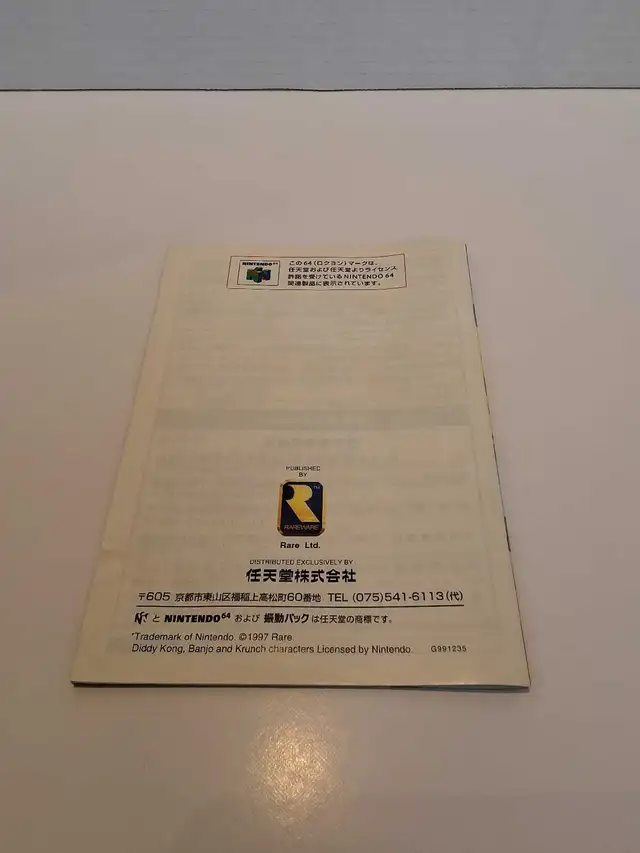 NINTENDO 64
この64(ロクヨン)マークは、
任天堂および任天堂よりライセンス
許諾を受けているNINTENDO 64
関連製品に表示されています。
PUBLISHED
BY
TM
RAREWARE
Rare Ltd.
DISTRIBUTED EXCLUSIVELY BY
任天堂株式会社
〒605 京都市東山区福稲上高松町60番地 TEL (075)541-6113(代)
と NINTENDO64 および 振動パック は任天堂の商標です。
*Trademark of Nintendo. ©1997 Rare.
Diddy Kong, Banjo and Krunch characters Licensed by Nintendo. G991235